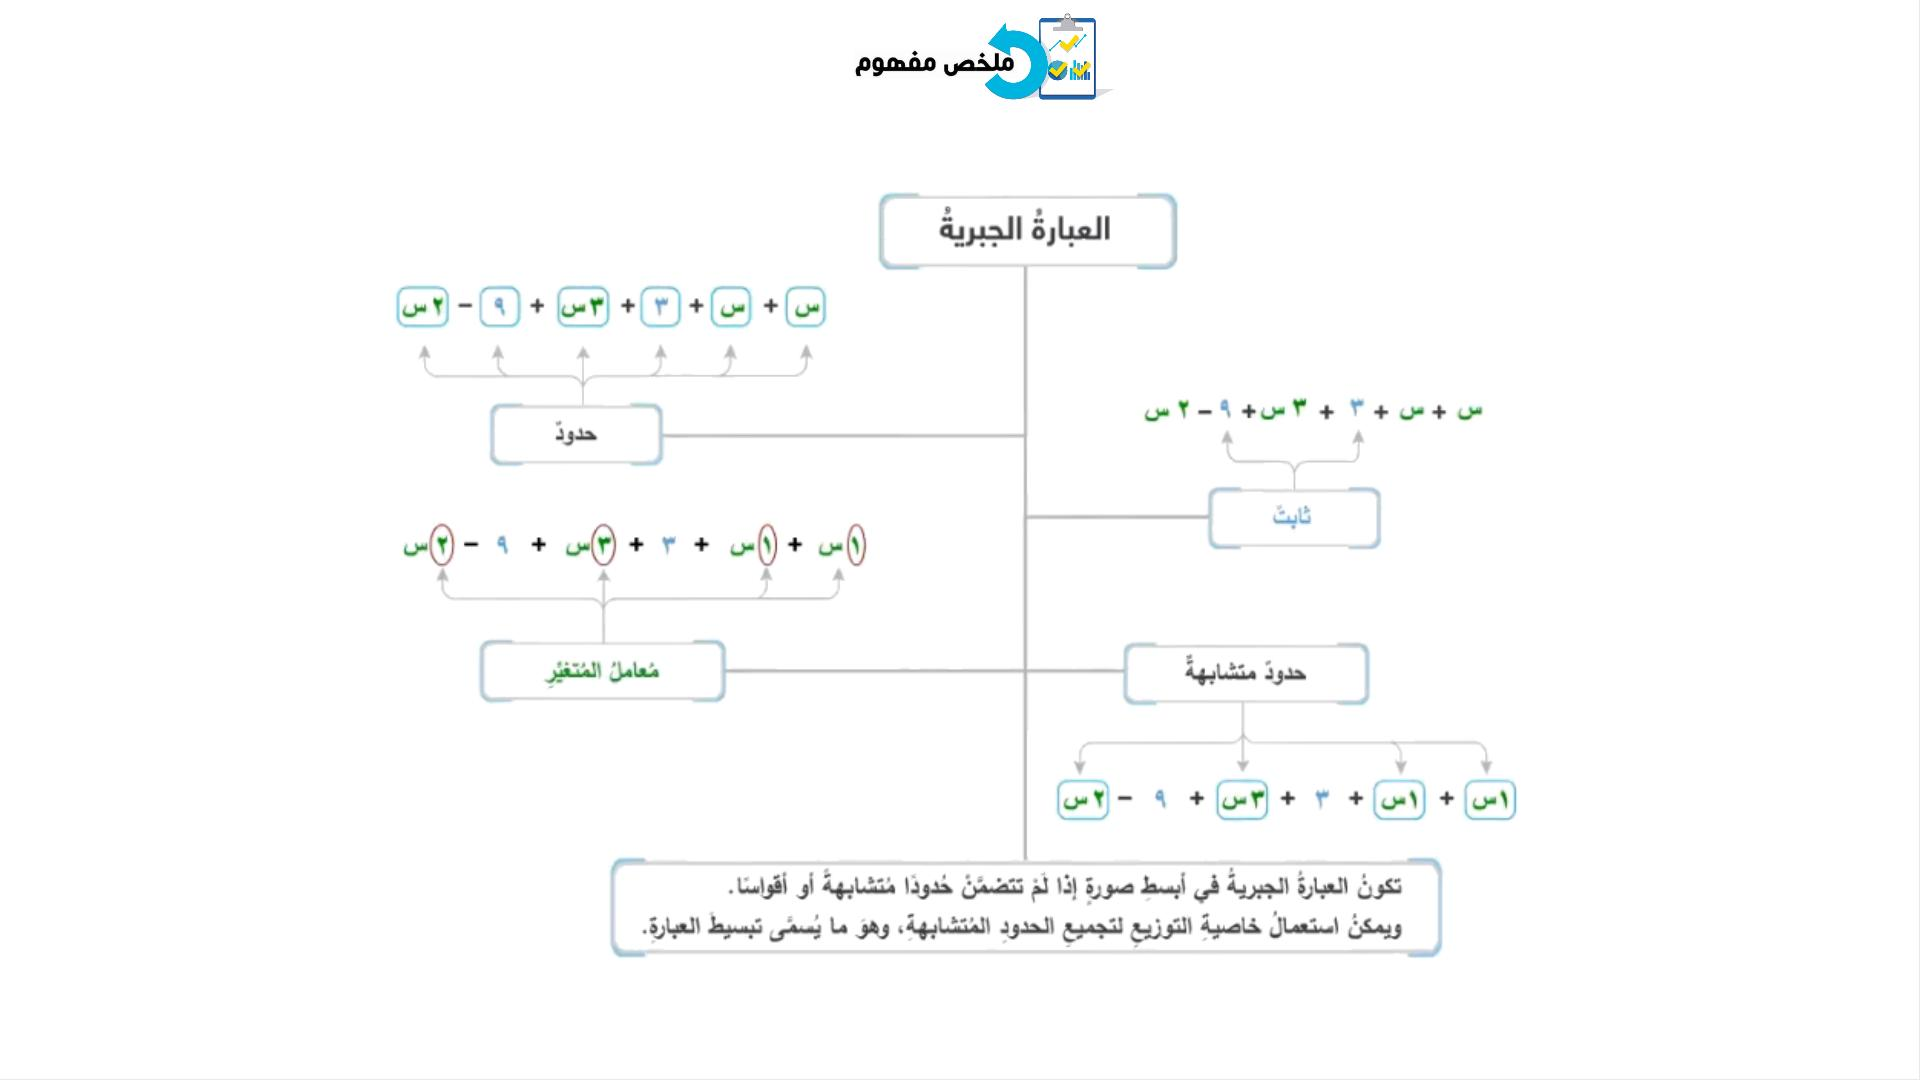 ملخص مفهوم
العبارةُ الجبريةُ
س + س + ٣ + ٣ س + ٩ − ٢ س
حدودٌ
س + س + ٣ + ٣ س + ٩ − ٢ س
ثابتٌ
١س + ١س + ٣ + ٣س + ٩ − ٢س
مُعاملُ المُتغيِّرِ
حدودٌ متشابهةٌ
١س + ١س + ٣ + ٣س + ٩ − ٢س
تكونُ العبارةُ الجبريةُ في أبسطِ صورةٍ إذا لَمْ تتضمَّنْ حُدودًا مُتشابهةً أو أقواسًا.
ويمكنُ استعمالُ خاصيةِ التوزيعِ لتجميعِ الحدودِ المُتشابهةِ، وهوَ ما يُسمَّى تبسيطَ العبارةِ.